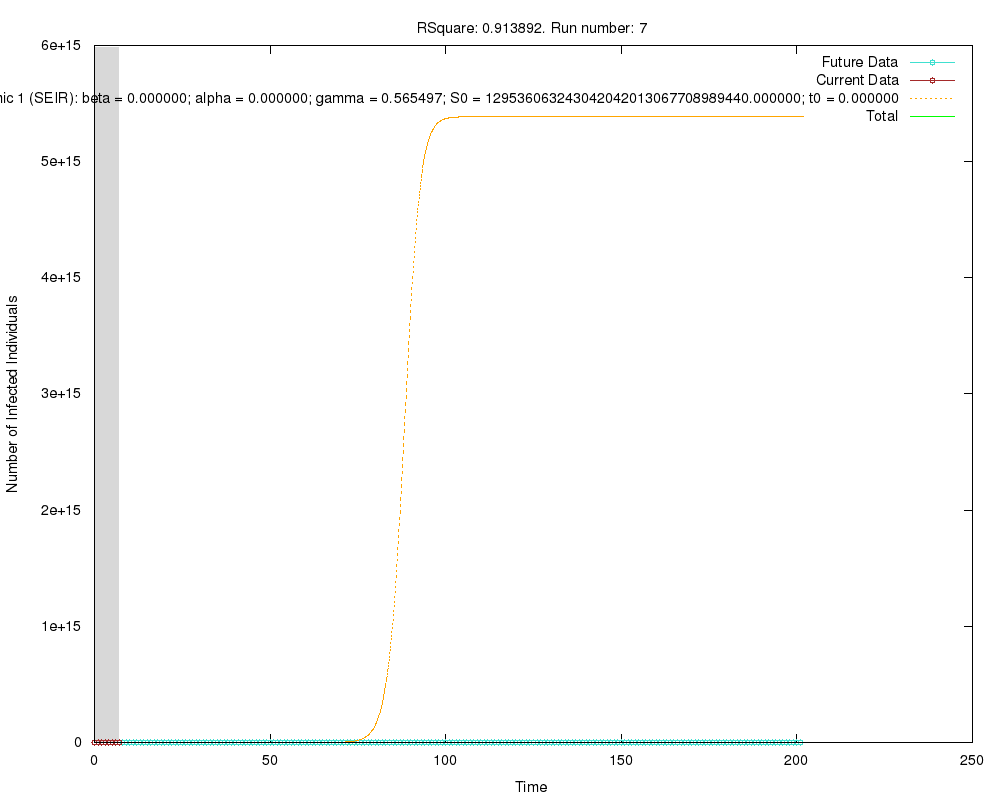 RSquare: 0.913892. Run number: 7
6e+15
5e+15
4e+15
3e+15
2e+15
1e+15
0
Number of Infected Individuals
Future Data
Current Data
ic 1 (SEIR): beta = 0.000000; alpha = 0.000000; gamma = 0.565497; S0 = 129536063243042042013067708989440.000000; t0 = 0.000000
Total
0 50 100 150 200 250
Time